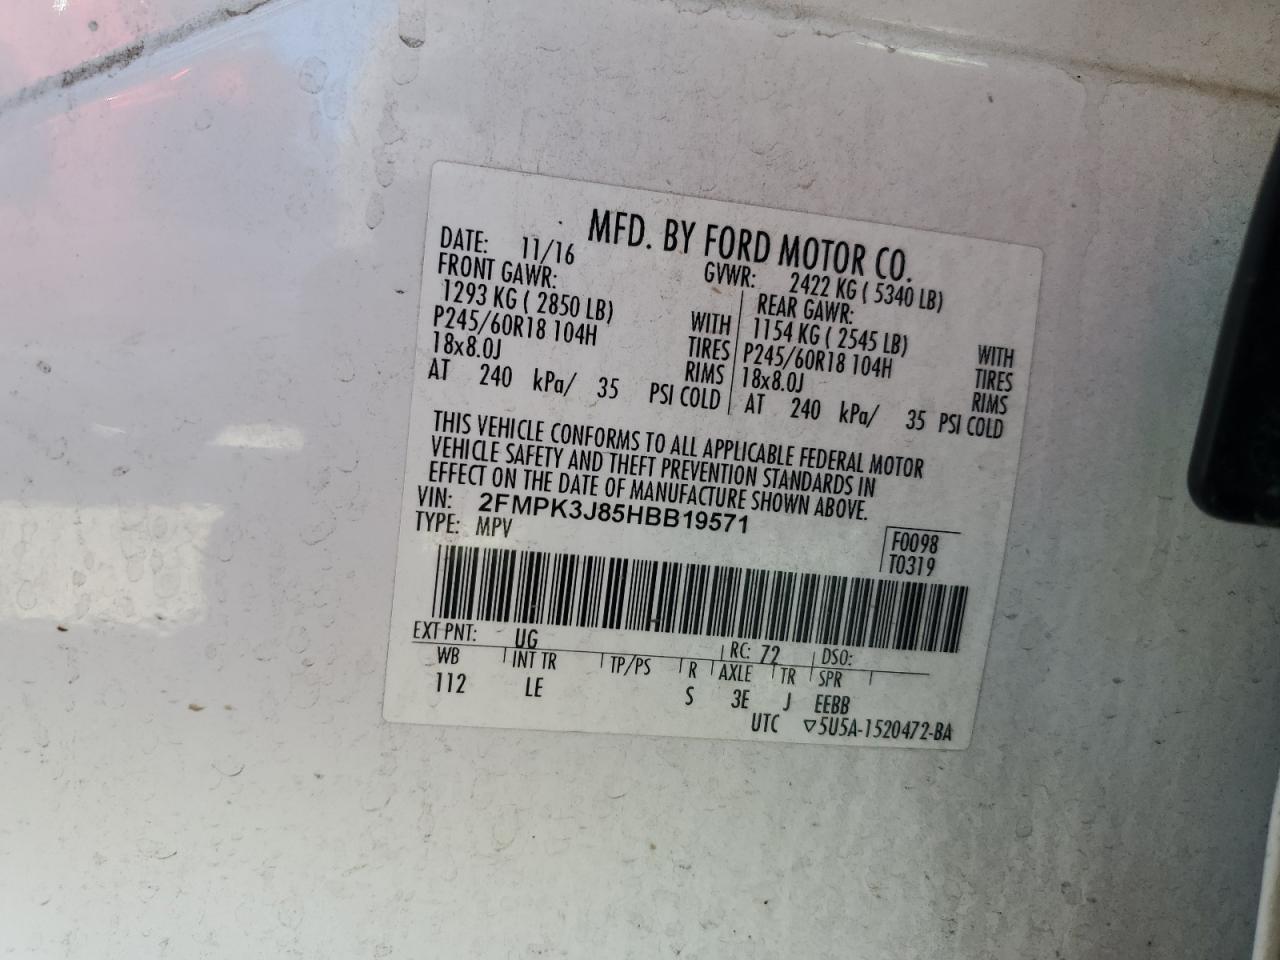 MFD. BY FORD MOTOR CO.
DATE: 11/16 GVWR: 2422 KG ( 5340 LB)
FRONT GAWR: REAR GAWR:
1293 KG ( 2850 LB) WITH 1154 KG ( 2545 LB) WITH
P245/60R18 104H TIRES P245/60R18 104H TIRES
18x8.0J RIMS 18x8.0J RIMS
AT 240 kPa/ 35 PSI COLD AT 240 kPa/ 35 PSI COLD
THIS VEHICLE CONFORMS TO ALL APPLICABLE FEDERAL MOTOR
VEHICLE SAFETY AND THEFT PREVENTION STANDARDS IN
EFFECT ON THE DATE OF MANUFACTURE SHOWN ABOVE.
VIN: 2FMPK3J85HBB19571
TYPE: MPV
F0098
T0319
EXT PNT: UG RC: 72 DSO:
WB INT TR TP/PS R AXLE TR SPR
112 LE S 3E J EEBB
UTC ▽5U5A-1520472-BA